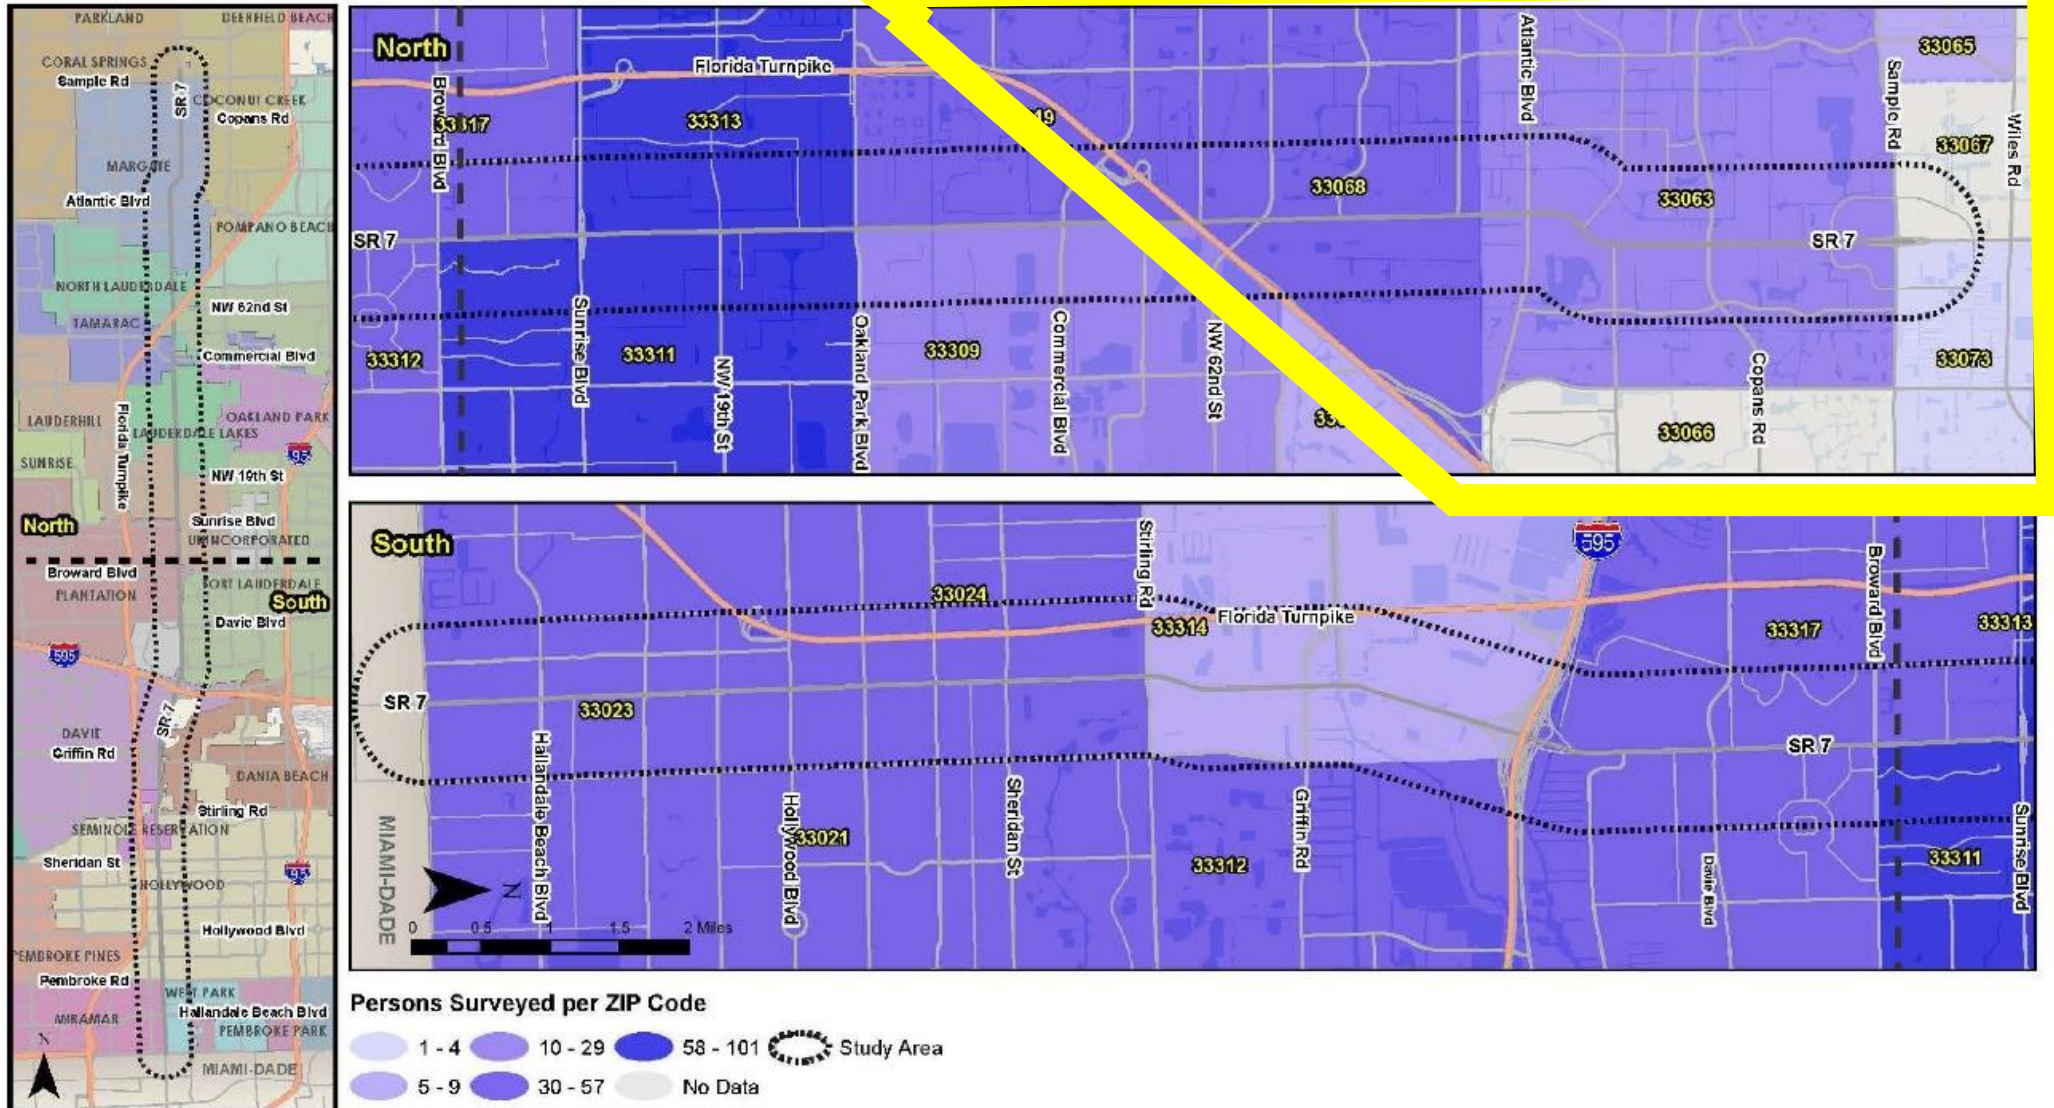 PARKLAND
DEERFIELD BEACH
CORAL SPRINGS
Sample Rd
SR 7
COCONUT CREEK
Copans Rd
MARGATE
Atlantic Blvd
POMPANO BEACH
NORTH LAUDERDALE
NW 62nd St
TAMARAC
Commercial Blvd
Florida Turnpike
LAUDERHILL
OAKLAND PARK
LAUDERDALE LAKES
95
SUNRISE
NW 19th St
North
Sunrise Blvd
UNINCORPORATED
Broward Blvd
PLANTATION
FORT LAUDERDALE
South
Davie Blvd
595
SR 7
DAVIE
Griffin Rd
DANIA BEACH
Stirling Rd
SEMINOLE RESERVATION
Sheridan St
95
HOLLYWOOD
Hollywood Blvd
PEMBROKE PINES
Pembroke Rd
WEST PARK
Hallandale Beach Blvd
MIRAMAR
PEMBROKE PARK
N
MIAMI-DADE
North
Florida Turnpike
Broward Blvd
33317
33313
19
Atlantic Blvd
33065
Sample Rd
33067
Wiles Rd
33068
33063
SR 7
SR 7
33312
Sunrise Blvd
33311
NW 19th St
Oakland Park Blvd
33309
Commercial Blvd
NW 62nd St
33
33066
Copans Rd
33073
South
Stirling Rd
595
Broward Blvd
33024
33314
Florida Turnpike
33317
33313
SR 7
33023
SR 7
Hallandale Beach Blvd
Hollywood Blvd
33021
Sheridan St
33312
Griffin Rd
Davie Blvd
33311
Sunrise Blvd
MIAMI-DADE
N
0 0.5 1 1.5 2 Miles
Persons Surveyed per ZIP Code
1 - 4 10 - 29 58 - 101 Study Area
5 - 9 30 - 57 No Data